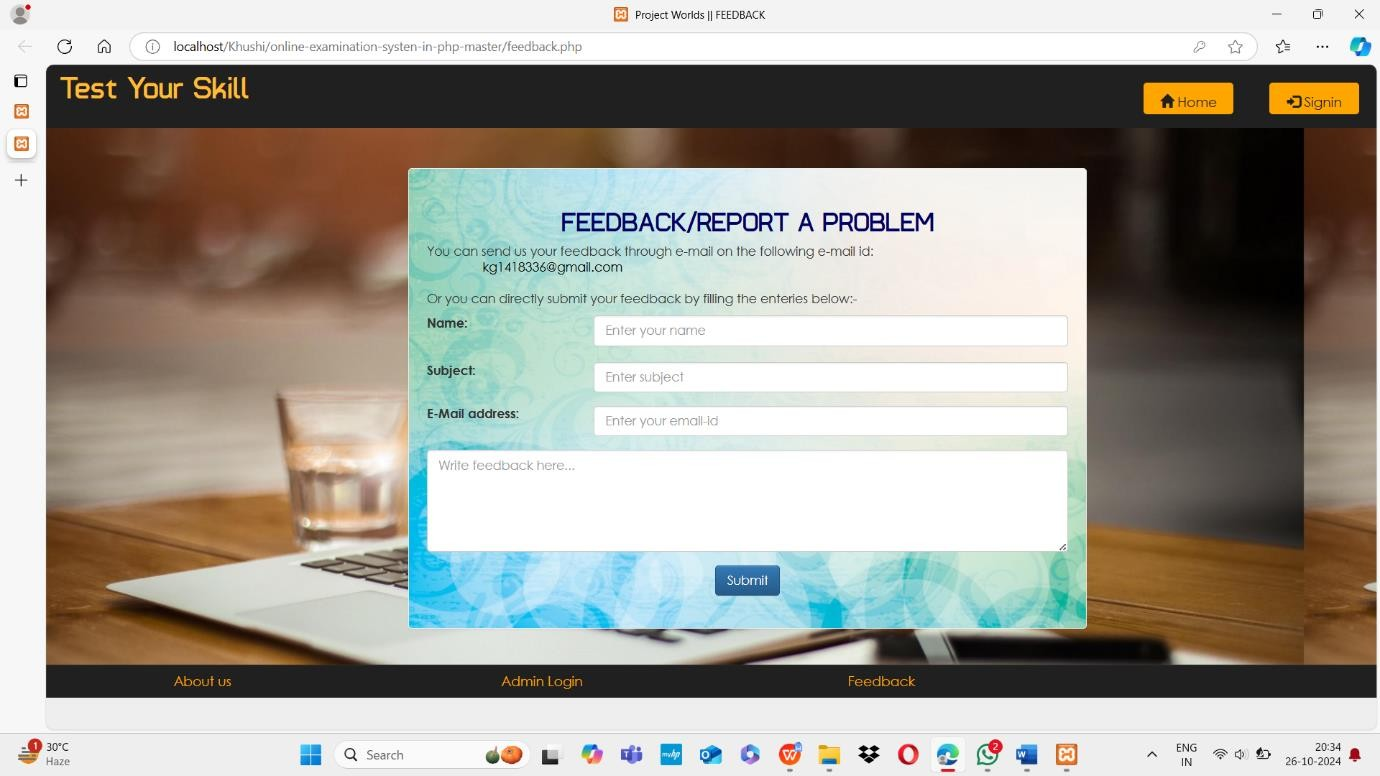 Project Worlds || FEEDBACK
localhost/Khushi/online-examination-systen-in-php-master/feedback.php
Test Your Skill
Home
Signin
FEEDBACK/REPORT A PROBLEM
You can send us your feedback through e-mail on the following e-mail id:
kg1418336@gmail.com
Or you can directly submit your feedback by filling the enteries below:-
Name:
Enter your name
Subject:
Enter subject
E-Mail address:
Enter your email-id
Write feedback here...
Submit
About us
Admin Login
Feedback
1
30°C
Haze
Search
myhp
2
ENG
IN
20:34
26-10-2024